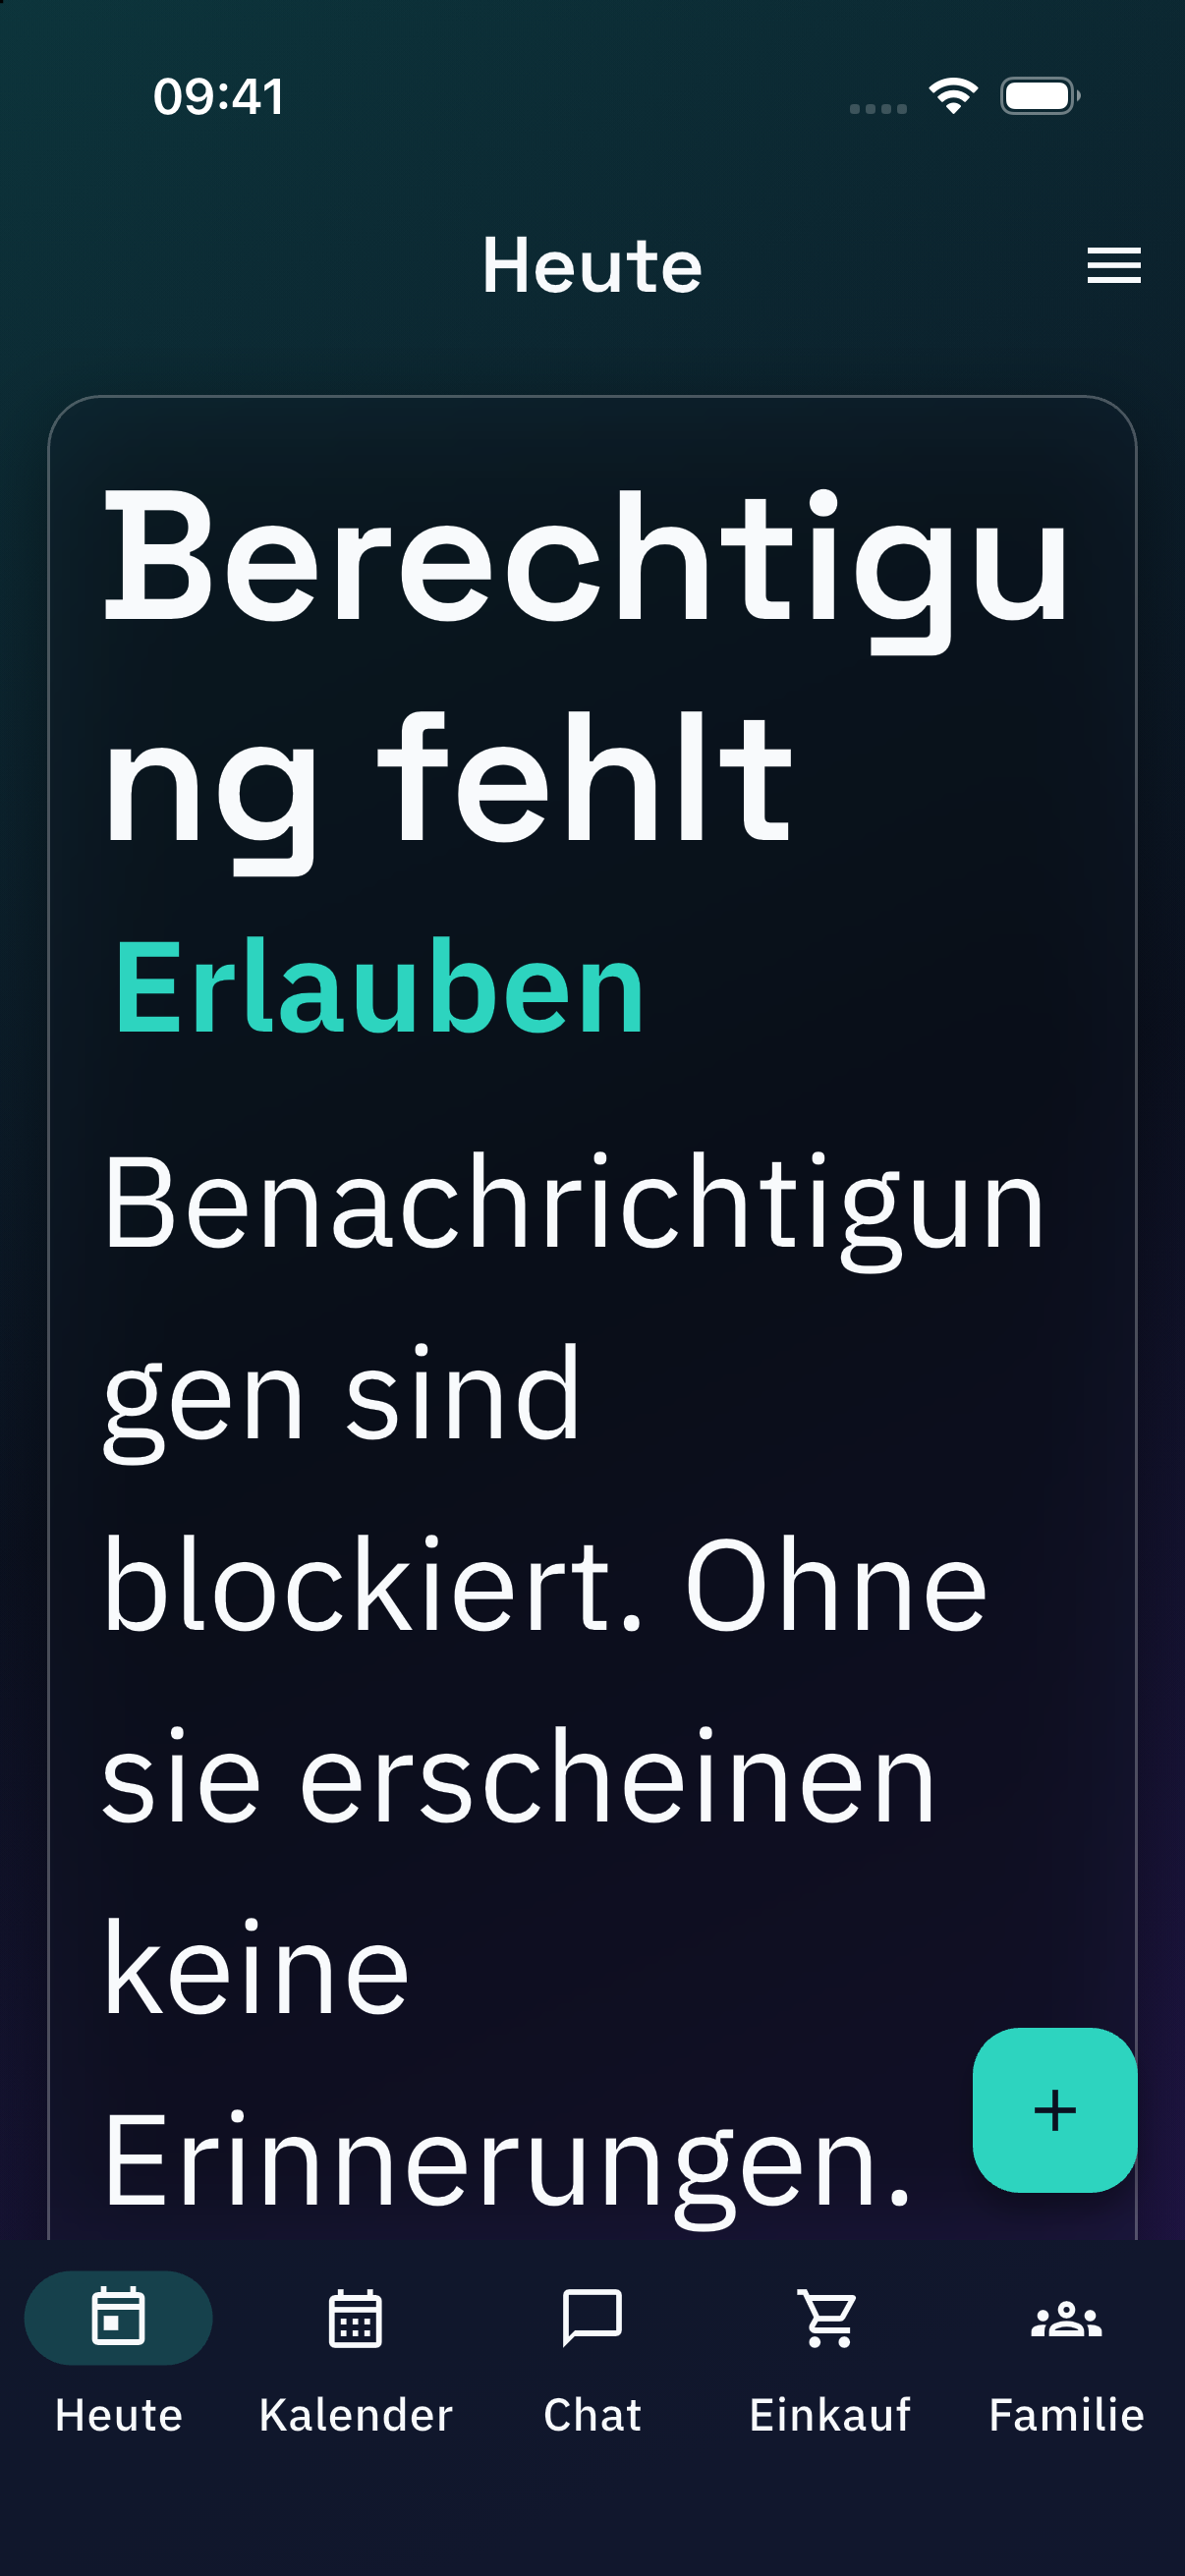 09:41
Heute
Berechtigu
ng fehlt
Erlauben
Benachrichtigun
gen sind
blockiert. Ohne
sie erscheinen
keine
Erinnerungen.
+
Heute
Kalender
Chat
Einkauf
Familie